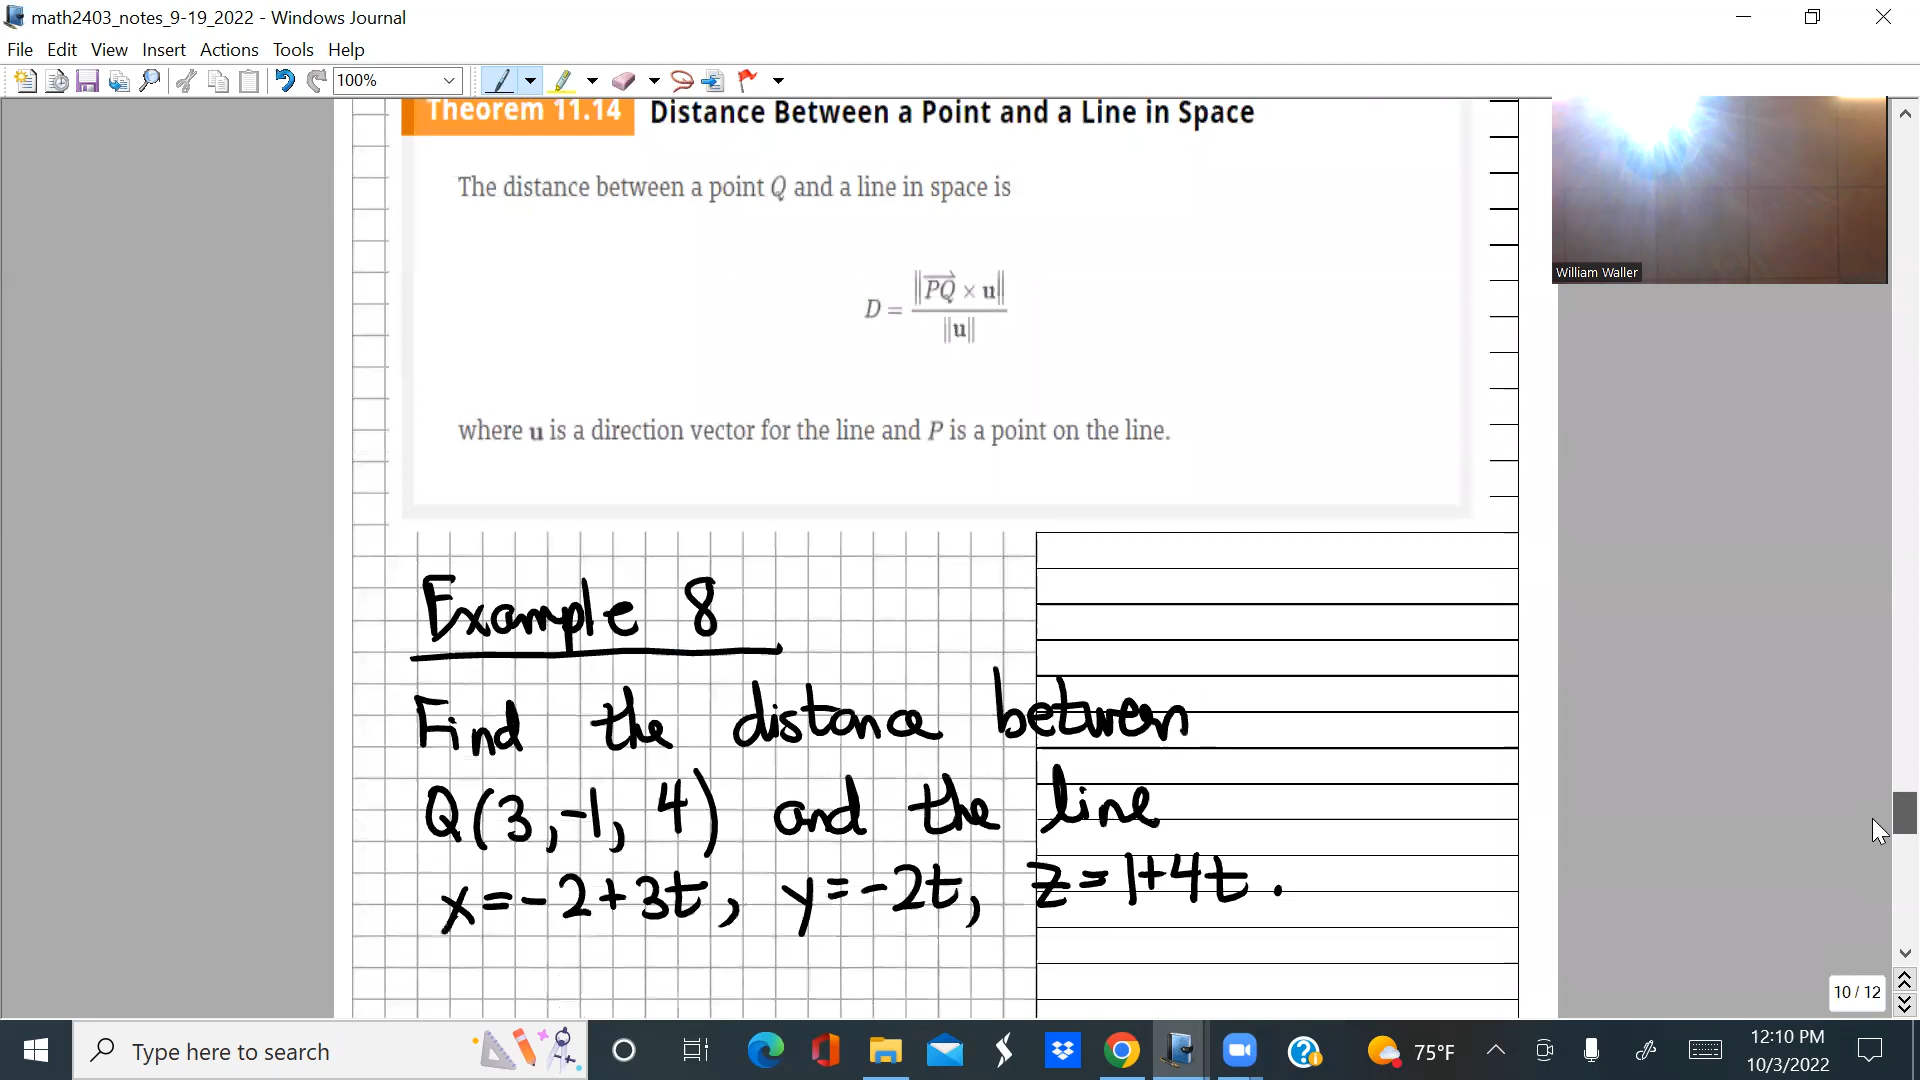 math2403_notes_9-19_2022 - Windows Journal
File Edit View Insert Actions Tools Help
100%
Theorem 11.14 Distance Between a Point and a Line in Space
The distance between a point Q and a line in space is
D = ‖PQ⃗ × u‖ / ‖u‖
where u is a direction vector for the line and P is a point on the line.
William Waller
Example 8
Find the distance between
Q(3,-1, 4) and the line
x=-2+3t, y=-2t, z=1+4t.
10 / 12
Type here to search
75°F
12:10 PM
10/3/2022